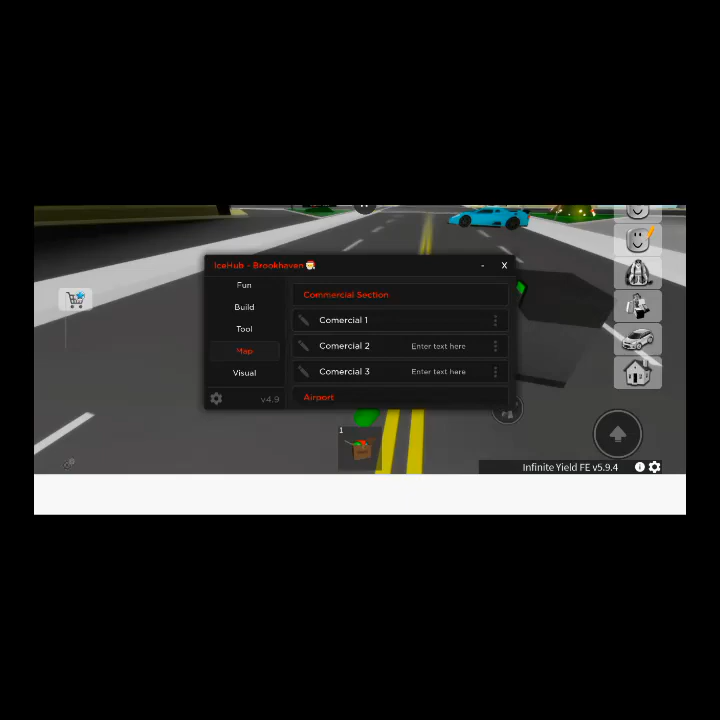 IceHub - Brookhaven 🎅
-
X
Fun
Build
Tool
Map
Visual
v4.9
Commercial Section
Comercial 1
Comercial 2 Enter text here
Comercial 3 Enter text here
Airport
1
Infinite Yield FE v5.9.4